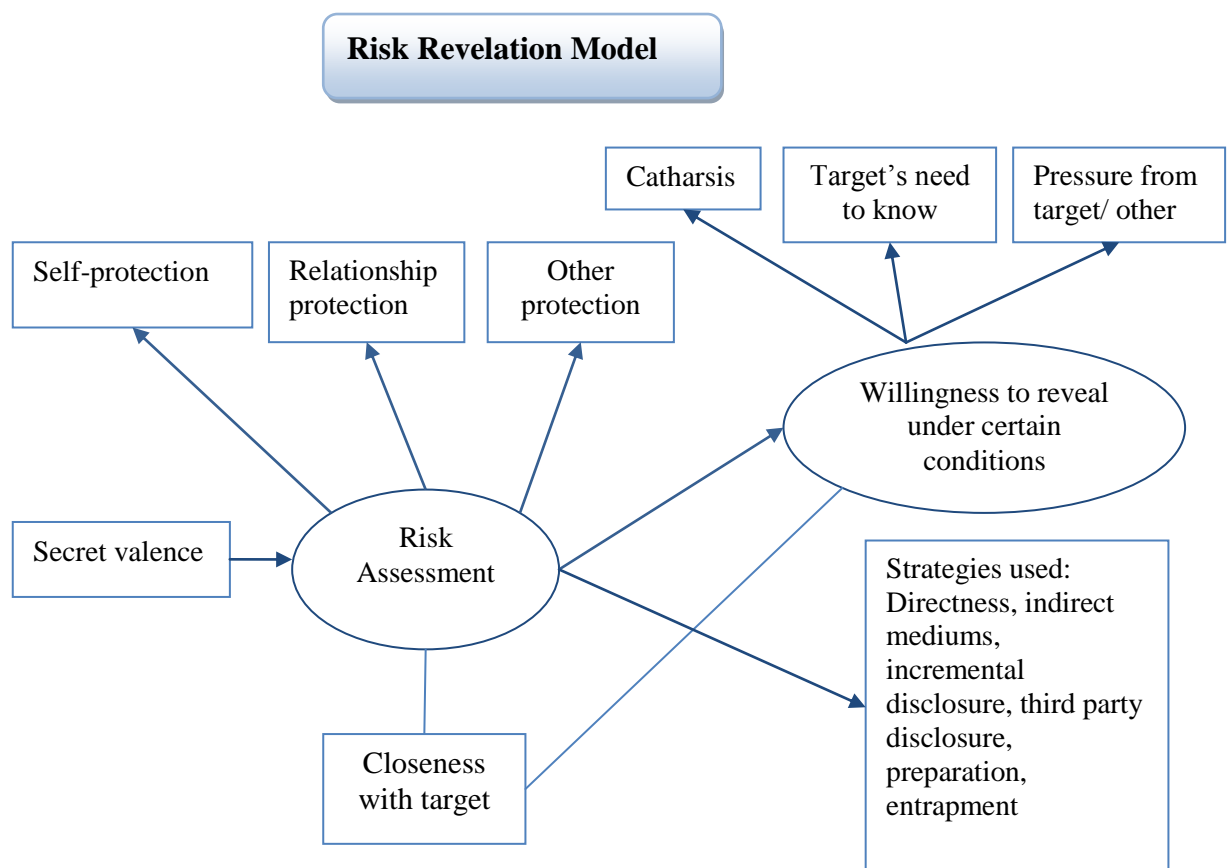 Risk Revelation Model
Catharsis
Target’s need
to know
Pressure from
target/ other
Self-protection
Relationship
protection
Other
protection
Willingness to reveal
under certain
conditions
Secret valence
Risk
Assessment
Strategies used:
Directness, indirect
mediums,
incremental
disclosure, third party
disclosure,
preparation,
entrapment
Closeness
with target